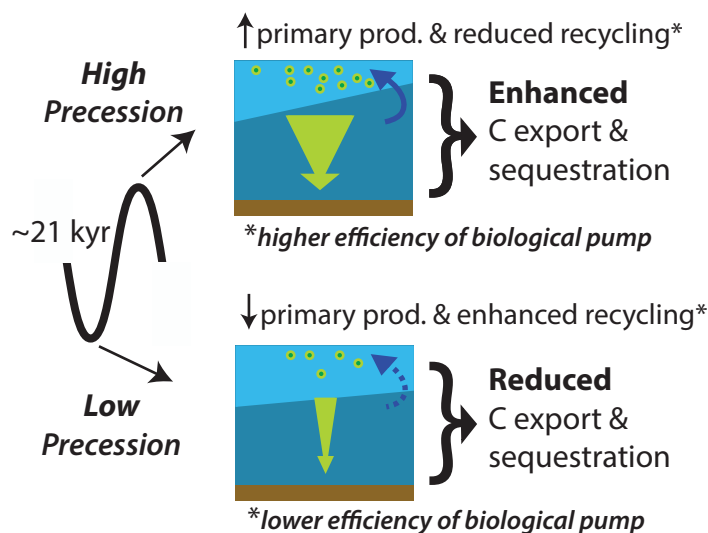 ↑primary prod. & reduced recycling*
High
Precession
Enhanced
C export &
sequestration
~21 kyr
*higher efficiency of biological pump
↓primary prod. & enhanced recycling*
Low
Precession
Reduced
C export &
sequestration
*lower efficiency of biological pump